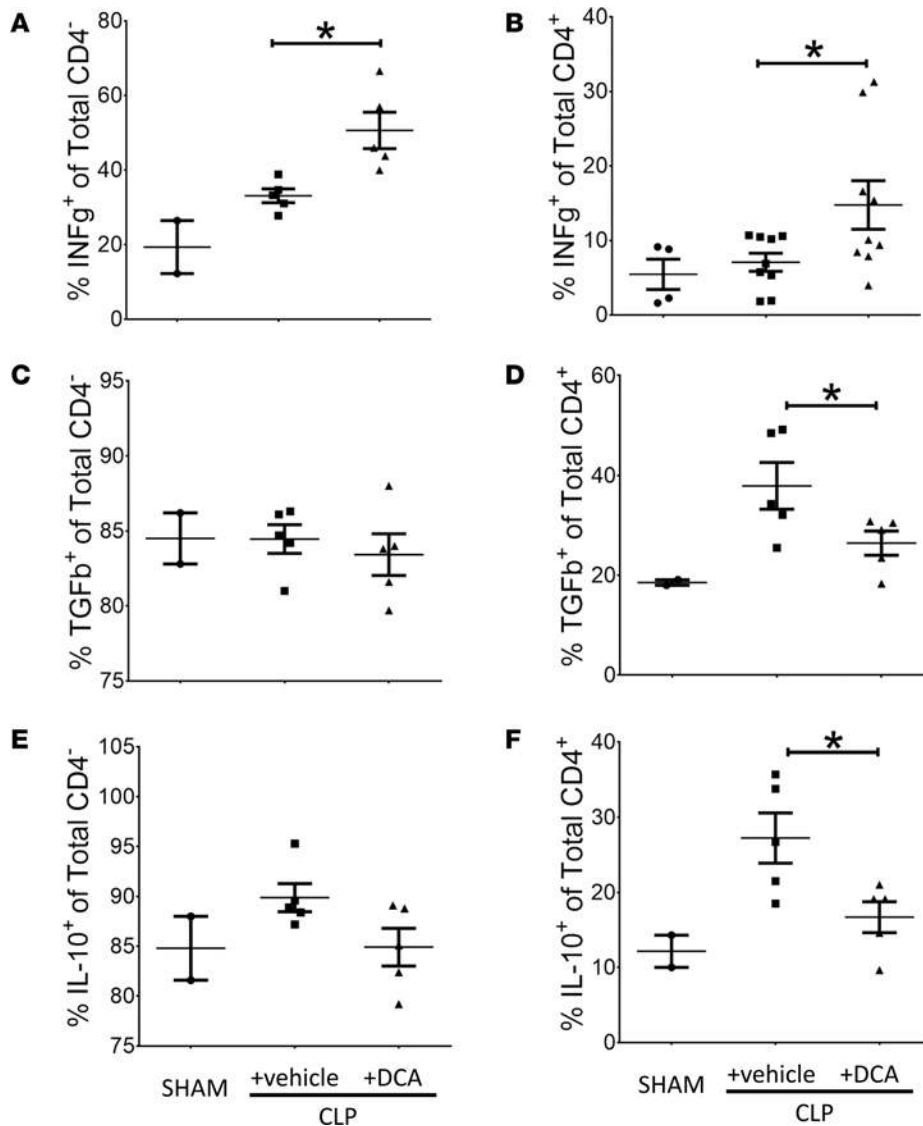 A
% INFg⁺ of Total CD4⁻
80
60
40
20
0
*
B
% INFg⁺ of Total CD4⁺
40
30
20
10
0
*
C
% TGFb⁺ of Total CD4⁻
95
90
85
80
75
D
% TGFb⁺ of Total CD4⁺
60
40
20
0
*
E
% IL-10⁺ of Total CD4⁻
105
100
95
90
85
80
75
SHAM
+vehicle
+DCA
CLP
F
% IL-10⁺ of Total CD4⁺
40
30
20
10
0
*
SHAM
+vehicle
+DCA
CLP